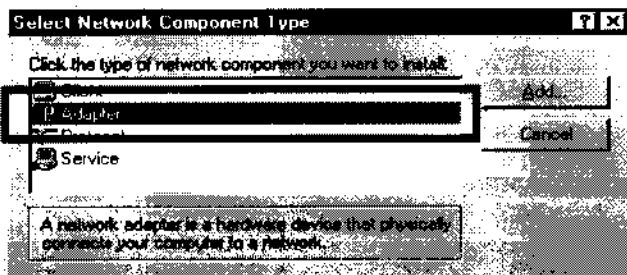 Select Network Component Type
Click the type of network component you want to install:
Client
Adapter
Add...
Protocol
Cancel
Service
A network adapter is a hardware device that physically
connects your computer to a network.